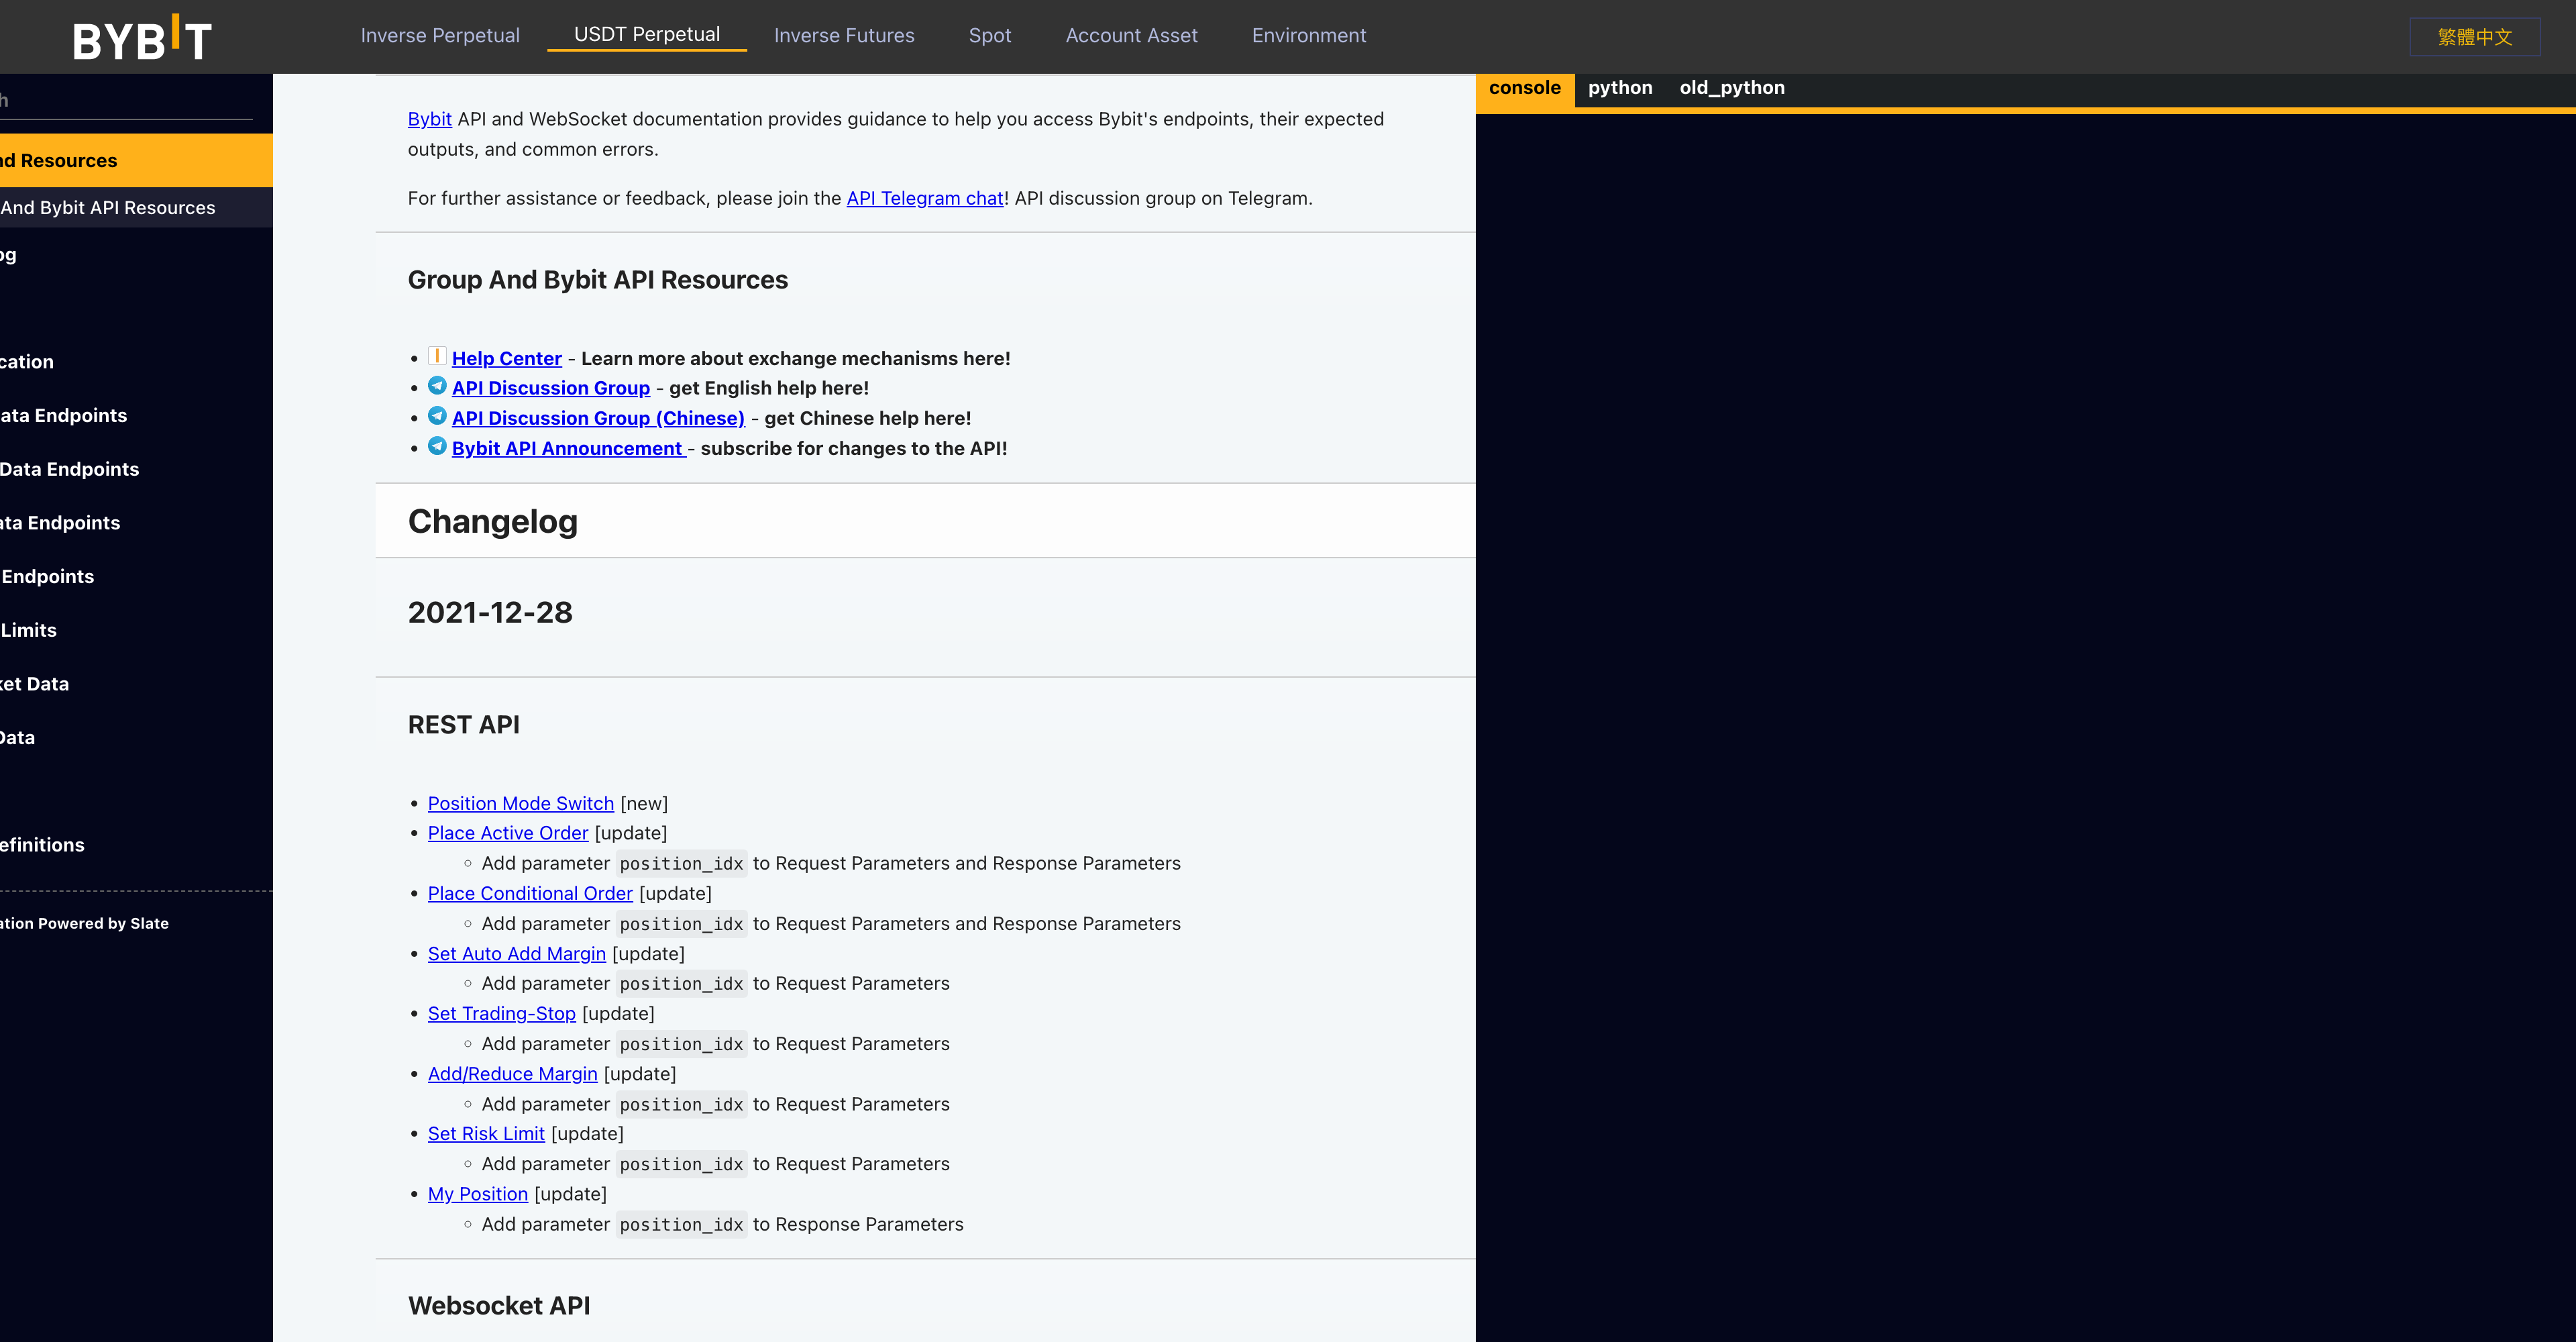 BYBIT
Inverse Perpetual
USDT Perpetual
Inverse Futures
Spot
Account Asset
Environment
繁體中文
h
nd Resources
And Bybit API Resources
og
cation
ata Endpoints
Data Endpoints
ata Endpoints
Endpoints
Limits
ket Data
Data
efinitions
ation Powered by Slate
Bybit API and WebSocket documentation provides guidance to help you access Bybit's endpoints, their expected
outputs, and common errors.
For further assistance or feedback, please join the API Telegram chat! API discussion group on Telegram.
Group And Bybit API Resources
Help Center - Learn more about exchange mechanisms here!
API Discussion Group - get English help here!
API Discussion Group (Chinese) - get Chinese help here!
Bybit API Announcement - subscribe for changes to the API!
Changelog
2021-12-28
REST API
Position Mode Switch [new]
Place Active Order [update]
Add parameter position_idx to Request Parameters and Response Parameters
Place Conditional Order [update]
Add parameter position_idx to Request Parameters and Response Parameters
Set Auto Add Margin [update]
Add parameter position_idx to Request Parameters
Set Trading-Stop [update]
Add parameter position_idx to Request Parameters
Add/Reduce Margin [update]
Add parameter position_idx to Request Parameters
Set Risk Limit [update]
Add parameter position_idx to Request Parameters
My Position [update]
Add parameter position_idx to Response Parameters
Websocket API
console
python
old_python